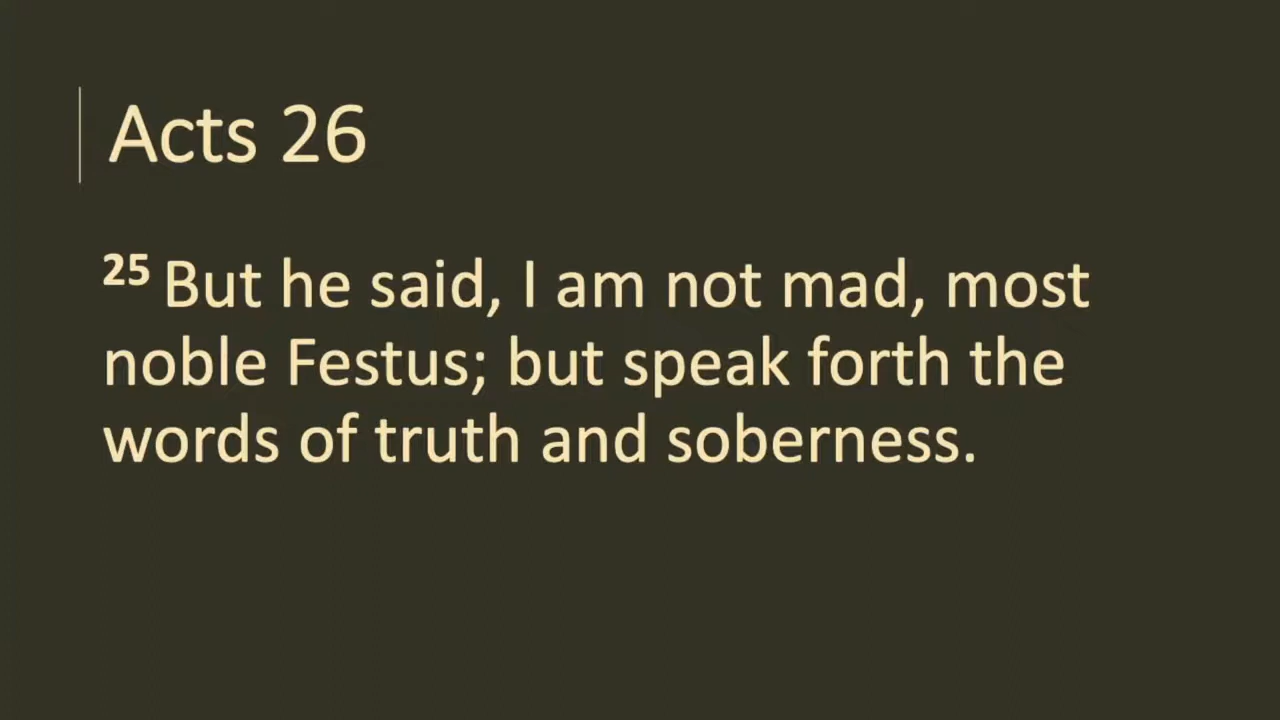 Acts 26
25 But he said, I am not mad, most
noble Festus; but speak forth the
words of truth and soberness.